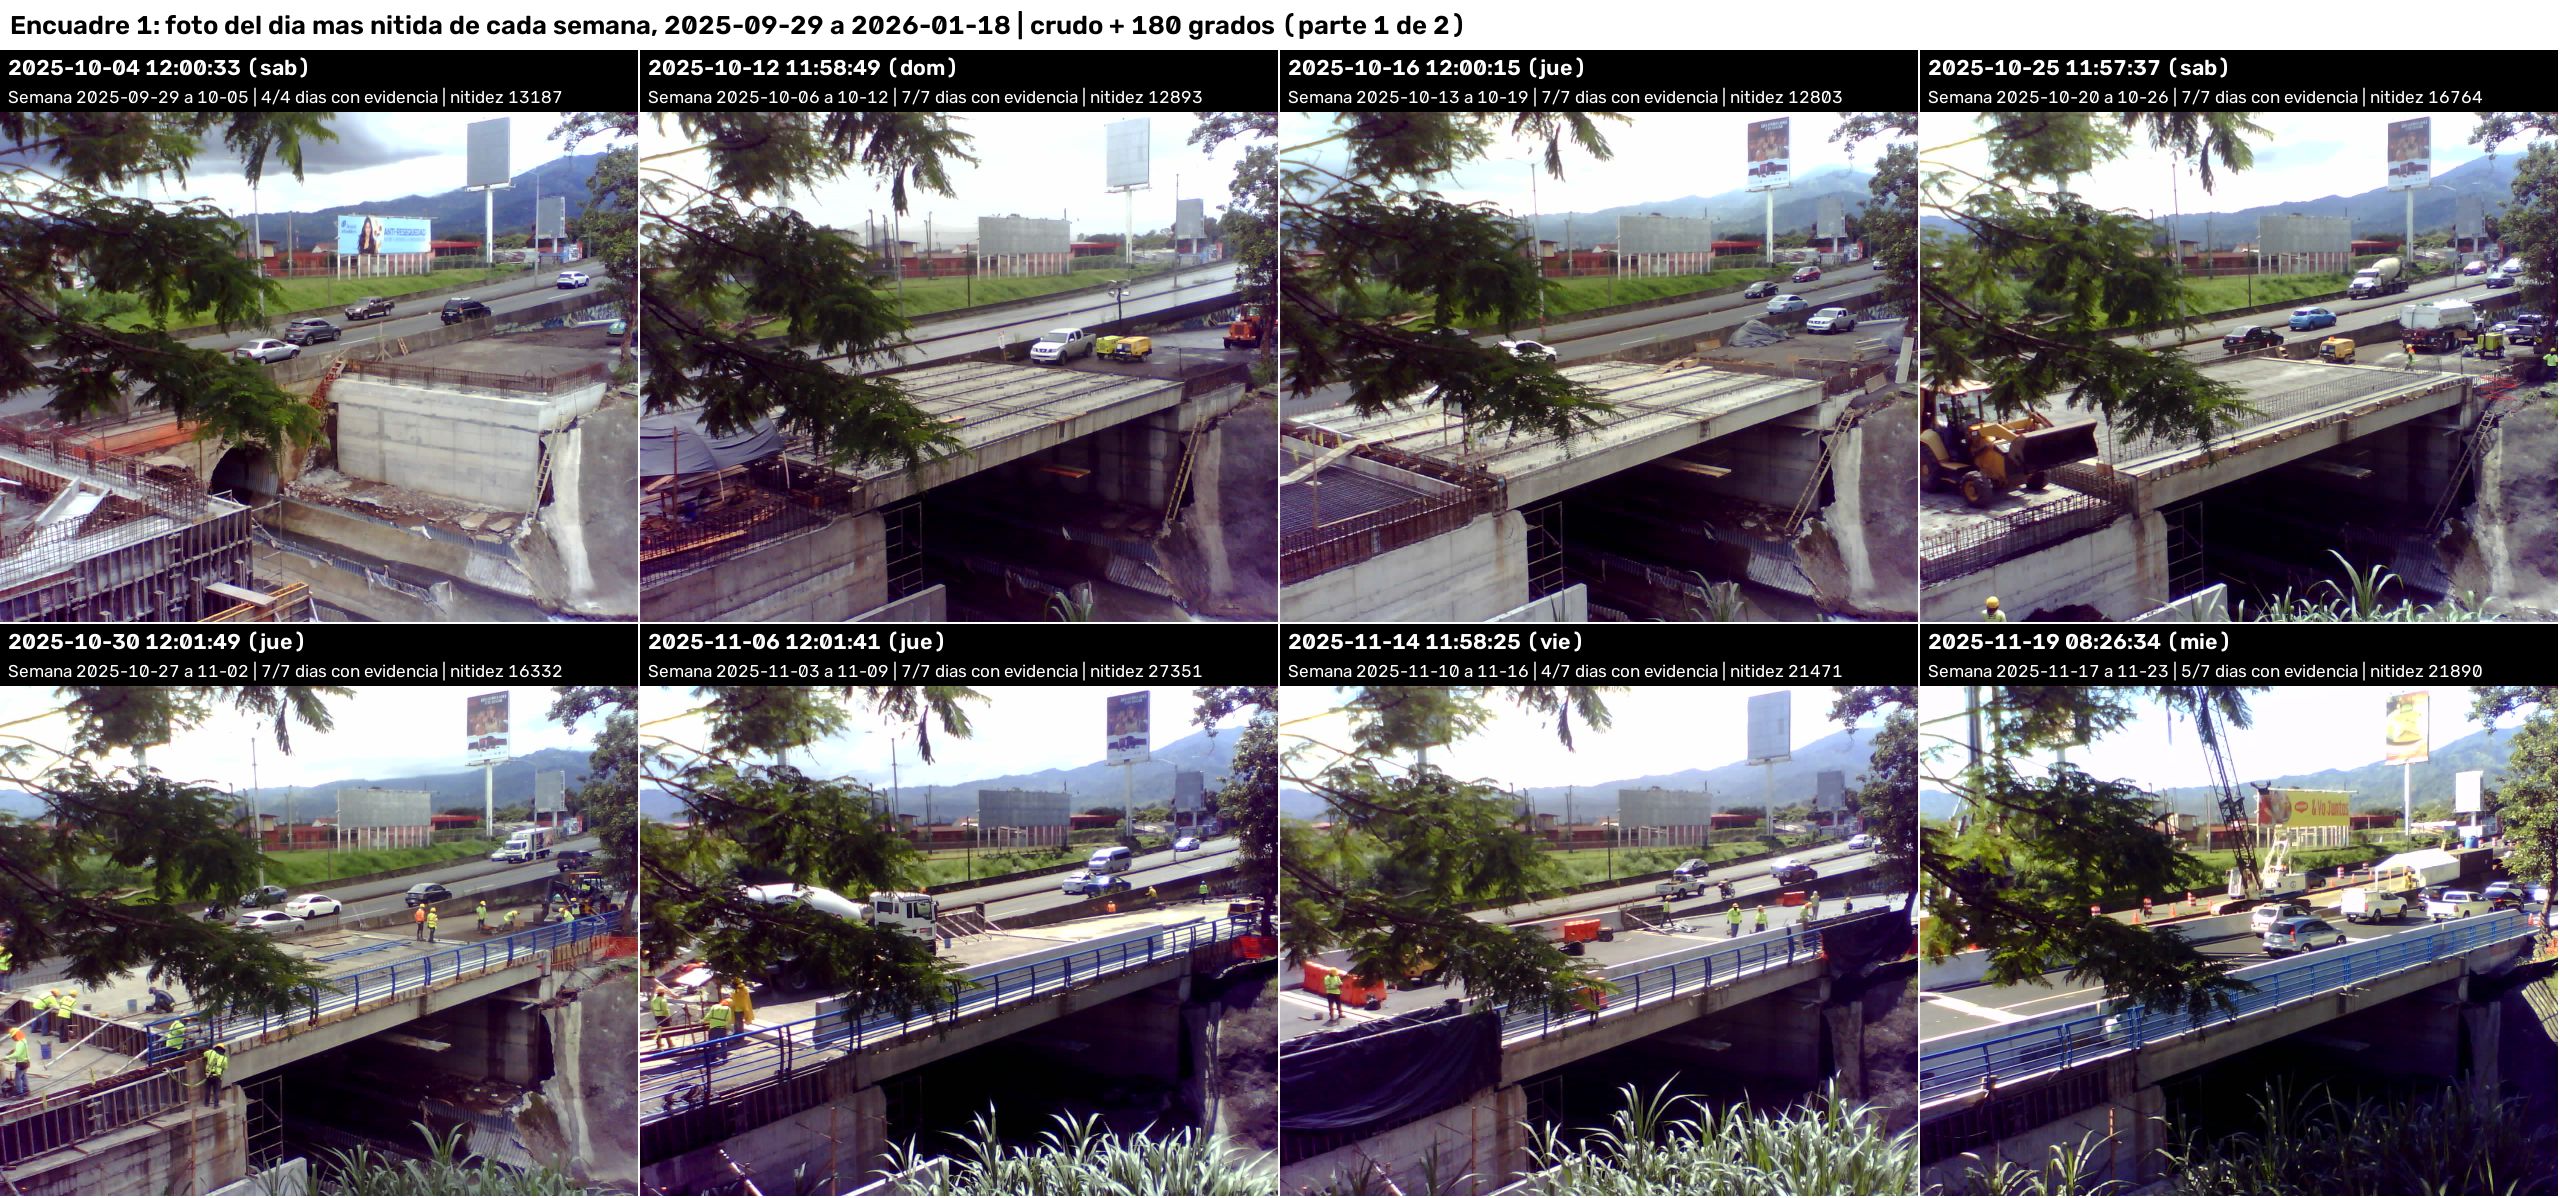 Encuadre 1: foto del dia mas nitida de cada semana, 2025-09-29 a 2026-01-18 | crudo + 180 grados (parte 1 de 2)
2025-10-04 12:00:33 (sab)
Semana 2025-09-29 a 10-05 | 4/4 dias con evidencia | nitidez 13187
2025-10-12 11:58:49 (dom)
Semana 2025-10-06 a 10-12 | 7/7 dias con evidencia | nitidez 12893
2025-10-16 12:00:15 (jue)
Semana 2025-10-13 a 10-19 | 7/7 dias con evidencia | nitidez 12803
2025-10-25 11:57:37 (sab)
Semana 2025-10-20 a 10-26 | 7/7 dias con evidencia | nitidez 16764
ANTI-RESEQUEDAD
2025-10-30 12:01:49 (jue)
Semana 2025-10-27 a 11-02 | 7/7 dias con evidencia | nitidez 16332
2025-11-06 12:01:41 (jue)
Semana 2025-11-03 a 11-09 | 7/7 dias con evidencia | nitidez 27351
2025-11-14 11:58:25 (vie)
Semana 2025-11-10 a 11-16 | 4/7 dias con evidencia | nitidez 21471
2025-11-19 08:26:34 (mie)
Semana 2025-11-17 a 11-23 | 5/7 dias con evidencia | nitidez 21890
& Yo Juntos